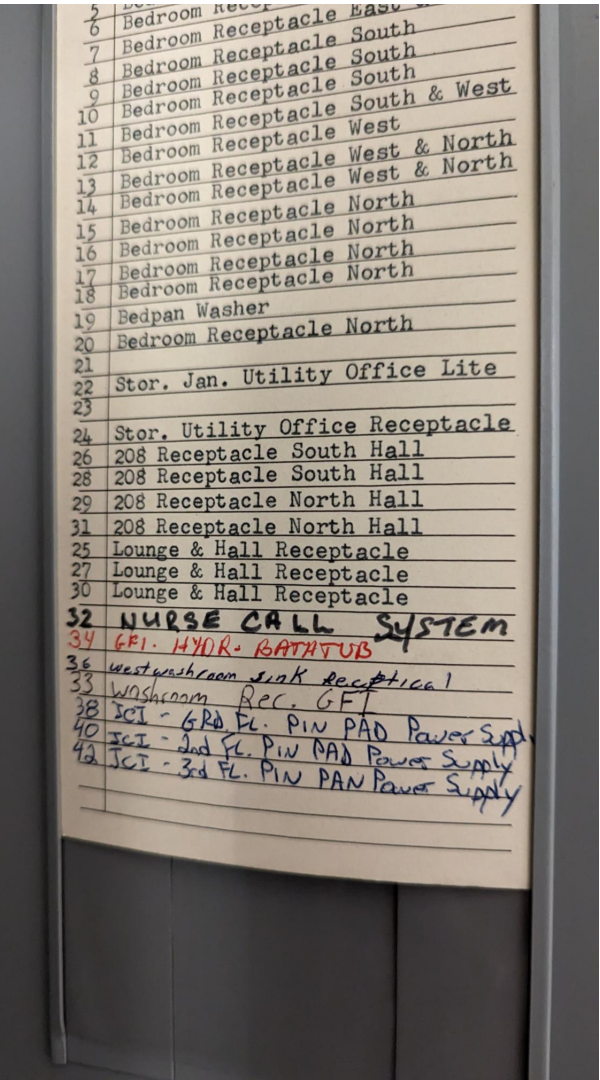 5
6 Bedroom
7 Bedroom Receptacle East
8 Bedroom Receptacle South
9 Bedroom Receptacle South
10 Bedroom Receptacle South
11 Bedroom Receptacle South & West
12 Bedroom Receptacle West
13 Bedroom Receptacle West & North
14 Bedroom Receptacle West & North
15 Bedroom Receptacle North
16 Bedroom Receptacle North
17 Bedroom Receptacle North
18 Bedroom Receptacle North
19 Bedpan Washer
20 Bedroom Receptacle North
21
22 Stor. Jan. Utility Office Lite
23
24 Stor. Utility Office Receptacle
26 208 Receptacle South Hall
28 208 Receptacle South Hall
29 208 Receptacle North Hall
31 208 Receptacle North Hall
25 Lounge & Hall Receptacle
27 Lounge & Hall Receptacle
30 Lounge & Hall Receptacle
32 NURSE CALL SYSTEM
34 GFI. HYDR. BATATUB
36 west washroom sink Receptical
33 washroom Rec. GFI
38 JCI - GRD. FL. PIN PAD Power Supply
40 JCI - 2nd FL. PIN PAD Power Supply
42 JCI - 3rd FL. PIN PAN Power Supply